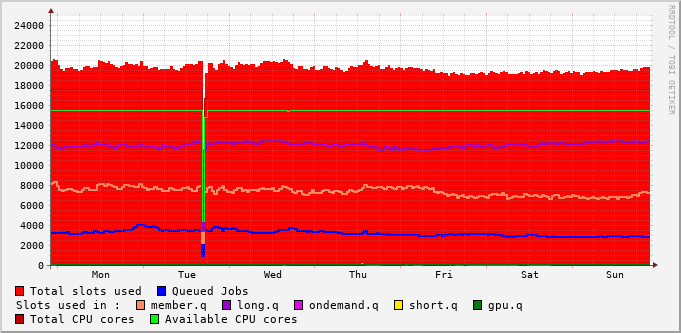 RRDTOOL / TOBI OETIKER
24000
22000
20000
18000
16000
14000
12000
10000
8000
6000
4000
2000
0
Mon Tue Wed Thu Fri Sat Sun
Total slots used Queued Jobs
Slots used in : member.q long.q ondemand.q short.q gpu.q
Total CPU cores Available CPU cores